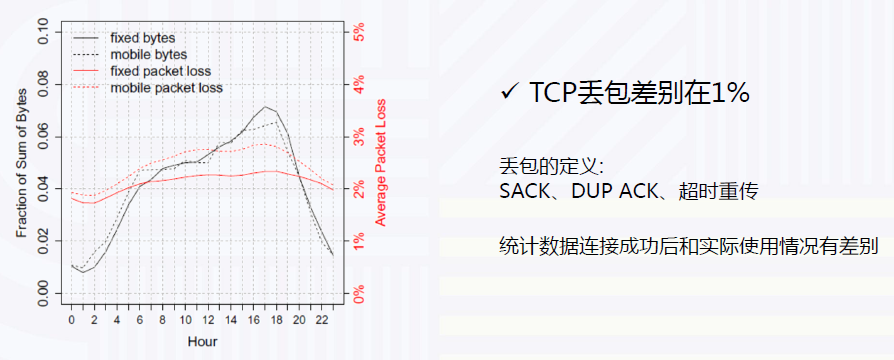 0.10
0.08
0.06
0.04
0.02
0.00
Fraction of Sum of Bytes
fixed bytes
mobile bytes
fixed packet loss
mobile packet loss
5%
4%
3%
2%
1%
0%
Average Packet Loss
0 2 4 6 8 10 12 14 16 18 20 22
Hour
✓ TCP丢包差别在1%
丢包的定义:
SACK、DUP ACK、超时重传
统计数据连接成功后和实际使用情况有差别